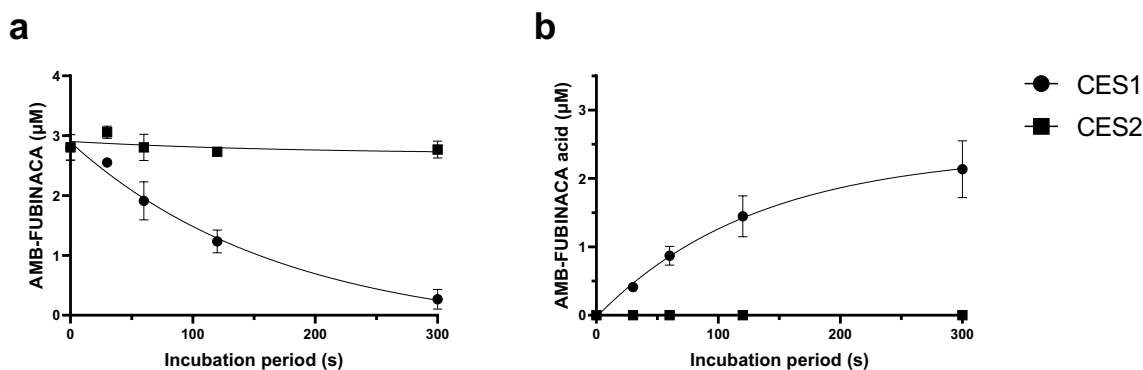 a
b
AMB-FUBINACA (µM)
4
3
2
1
0
0
100
200
300
Incubation period (s)
AMB-FUBINACA acid (µM)
3
2
1
0
0
100
200
300
Incubation period (s)
CES1
CES2